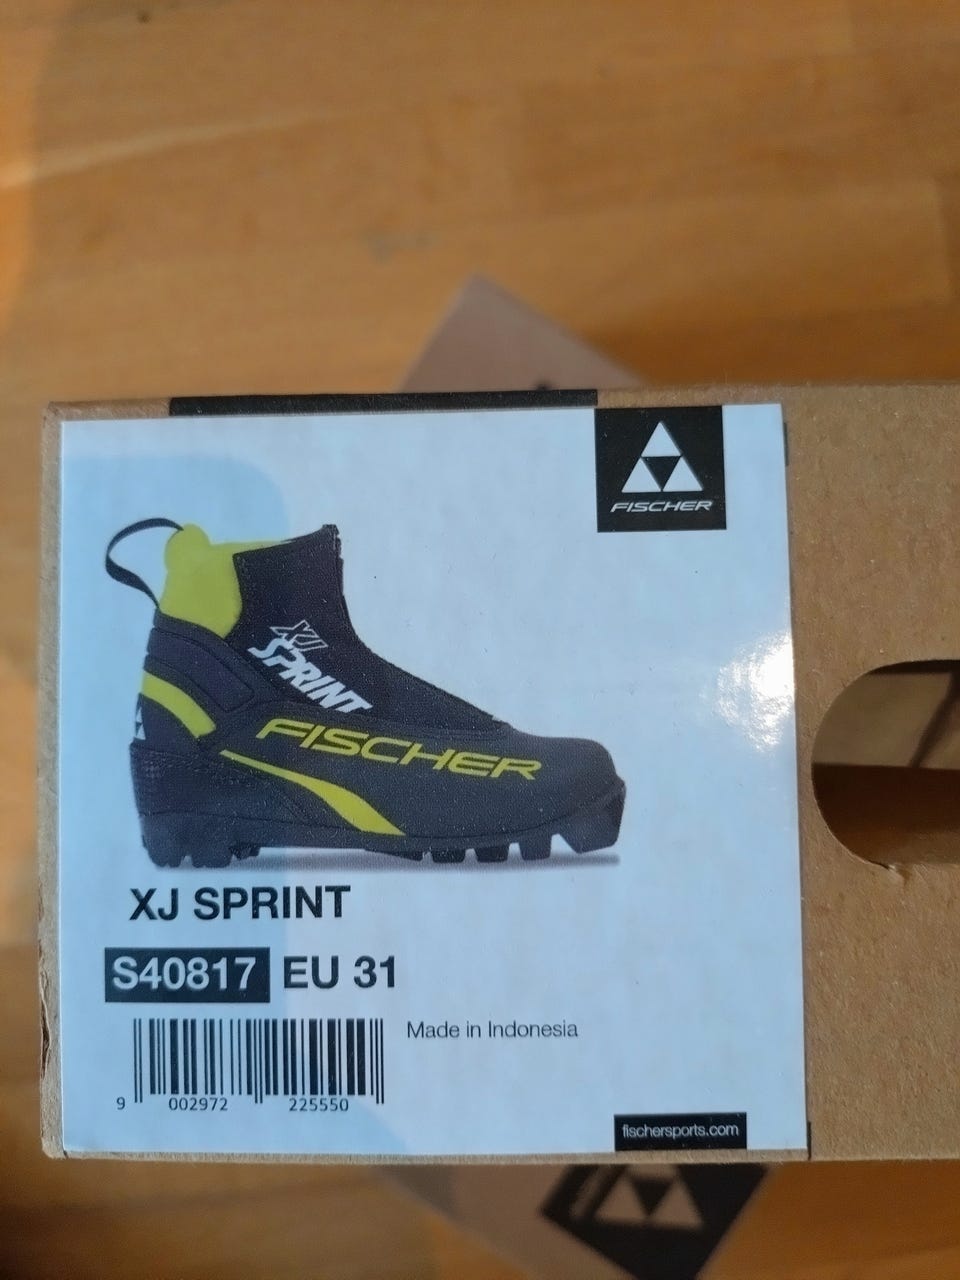 FISCHER
XJ
SPRINT
FISCHER
XJ SPRINT
S40817 EU 31
Made in Indonesia
9 002972 225550
fischersports.com